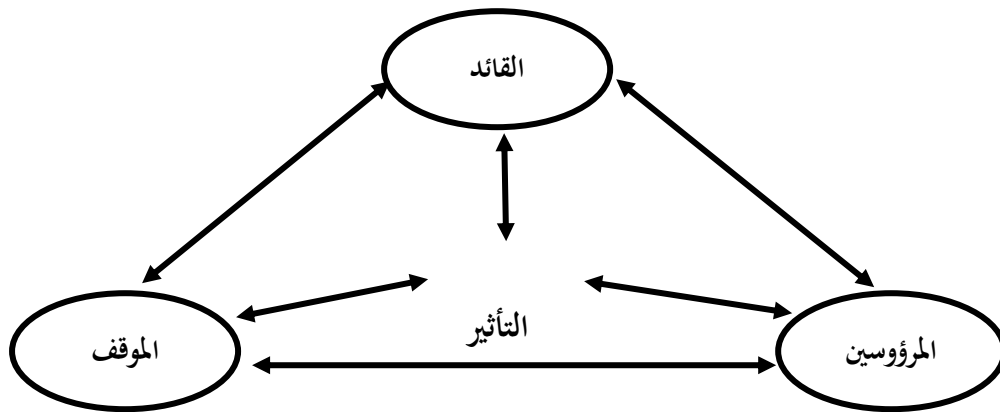 القائد
التأثير
المرؤوسين
الموقف